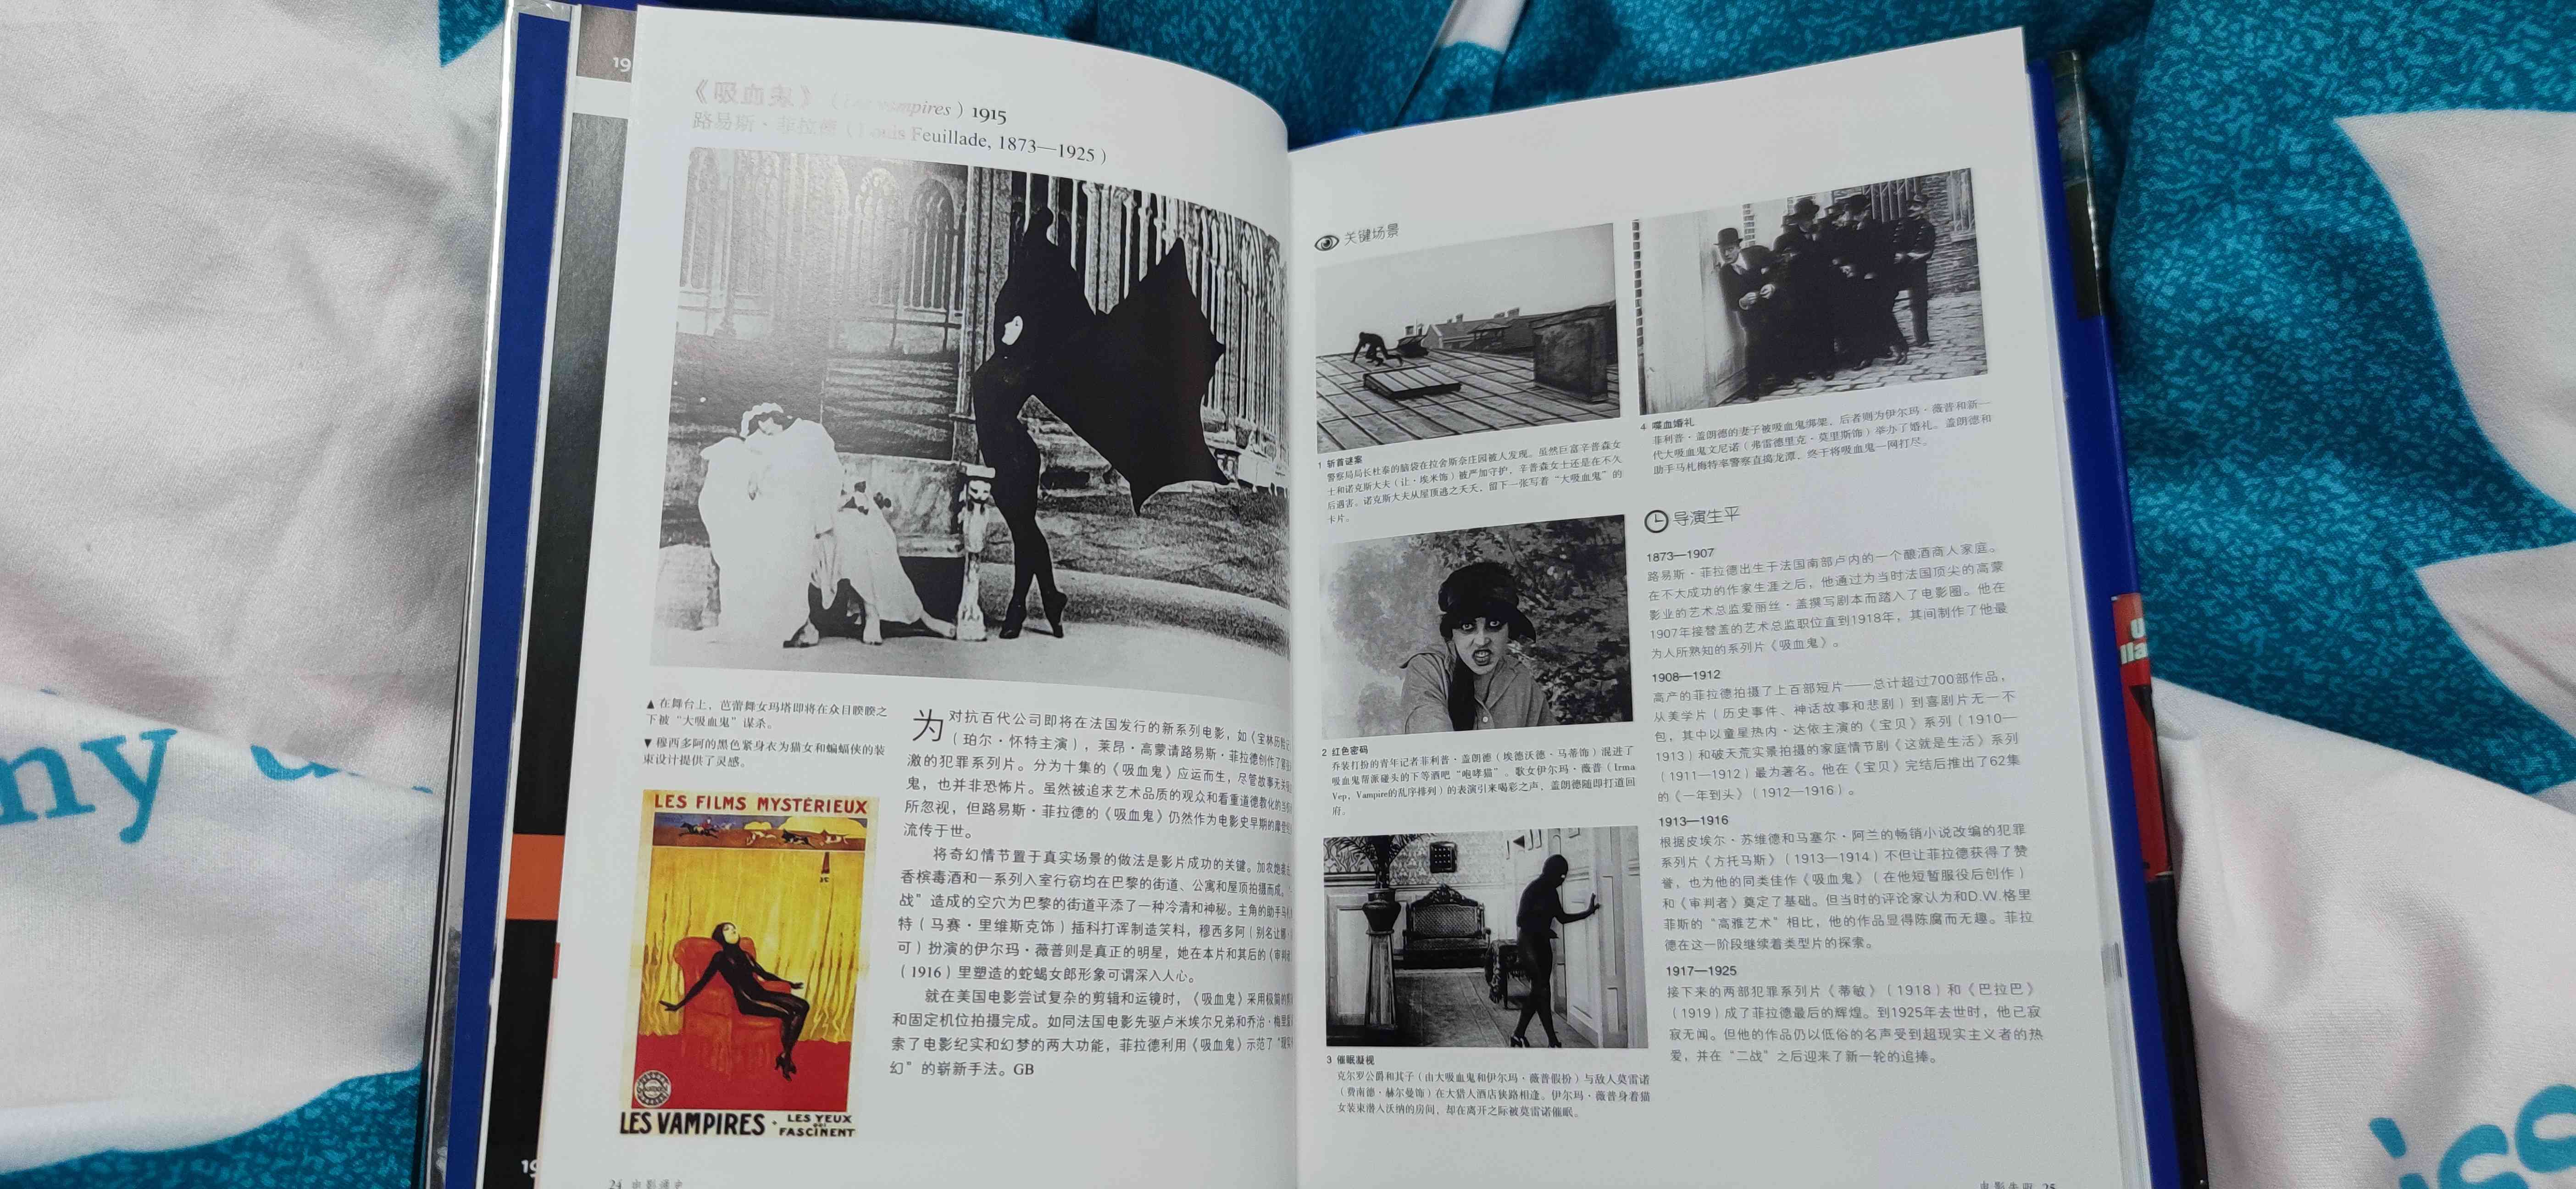 《吸血鬼》（Les Vampires）1915
路易斯·菲拉德（Louis Feuillade, 1873—1925）
▲ 在舞台上，芭蕾舞女玛塔即将在众目睽睽之
下被“大吸血鬼”谋杀。
▼ 穆西多阿的黑色紧身衣为猫女和蝙蝠侠的装
束设计提供了灵感。
LES FILMS MYSTÉRIEUX
LES VAMPIRES · LES YEUX
qui
FASCINENT
为对抗百代公司即将在法国发行的新系列电影，如《宝林历险
（珀尔·怀特主演），莱昂·高蒙请路易斯·菲拉德创作了
激的犯罪系列片。分为十集的《吸血鬼》应运而生，尽管故事无关
鬼，也并非恐怖片。虽然被追求艺术品质的观众和看重道德教化的
所忽视，但路易斯·菲拉德的《吸血鬼》仍然作为电影史早期的
流传于世。
将奇幻情节置于真实场景的做法是影片成功的关键。加农炮
香槟毒酒和一系列入室行窃均在巴黎的街道、公寓和屋顶拍摄而成。
战”造成的空穴为巴黎的街道平添了一种冷清和神秘。主角的助手
特（马赛·里维斯克饰）插科打诨制造笑料，穆西多阿（别名让娜·
可）扮演的伊尔玛·薇普则是真正的明星，她在本片和其后的《审判
（1916）里塑造的蛇蝎女郎形象可谓深入人心。
就在美国电影尝试复杂的剪辑和运镜时，《吸血鬼》采用极简的
和固定机位拍摄完成。如同法国电影先驱卢米埃尔兄弟和乔治·梅里
索了电影纪实和幻梦的两大功能，菲拉德利用《吸血鬼》示范了
幻”的崭新手法。GB
24 电影通史
关键场景
1 斩首谜案
警察局局长杜泰的脑袋在拉舍斯奈庄园被人发现。虽然巨富辛普森女
士和诺克斯大夫（让·埃米饰）被严加守护，辛普森女士还是在不久
后遇害。诺克斯大夫从屋顶逃之夭夭，留下一张写着“大吸血鬼”的
卡片。
2 红色密码
乔装打扮的青年记者菲利普·盖朗德（埃德沃德·马蒂饰）混进了
吸血鬼帮派碰头的下等酒吧“咆哮猫”。歌女伊尔玛·薇普（Irma
Vep，Vampire的乱序排列）的表演引来喝彩之声，盖朗德随即打道回
府。
3 催眠凝视
克尔罗公爵和其子（由大吸血鬼和伊尔玛·薇普假扮）与敌人莫雷诺
（费南德·赫尔曼饰）在大猎人酒店狭路相逢。伊尔玛·薇普身着猫
女装束潜入沃纳的房间，却在离开之际被莫雷诺催眠。
4 喋血婚礼
菲利普·盖朗德的妻子被吸血鬼绑架，后者则为伊尔玛·薇普和新一
代大吸血鬼文尼诺（弗雷德里克·莫里斯饰）举办了婚礼。盖朗德和
助手马札梅特率警察直捣龙潭，终于将吸血鬼一网打尽。
导演生平
1873—1907
路易斯·菲拉德出生于法国南部卢内的一个酿酒商人家庭。
在不大成功的作家生涯之后，他通过为当时法国顶尖的高蒙
影业的艺术总监爱丽丝·盖撰写剧本而踏入了电影圈。他在
1907年接替盖的艺术总监职位直到1918年，其间制作了他最
为人所熟知的系列片《吸血鬼》。
1908—1912
高产的菲拉德拍摄了上百部短片——总计超过700部作品，
从美学片（历史事件、神话故事和悲剧）到喜剧片无一不
包，其中以童星热内·达依主演的《宝贝》系列（1910—
1913）和破天荒实景拍摄的家庭情节剧《这就是生活》系列
（1911—1912）最为著名。他在《宝贝》完结后推出了62集
的《一年到头》（1912—1916）。
1913—1916
根据皮埃尔·苏维德和马塞尔·阿兰的畅销小说改编的犯罪
系列片《方托马斯》（1913—1914）不但让菲拉德获得了赞
誉，也为他的同类佳作《吸血鬼》（在他短暂服役后创作）
和《审判者》奠定了基础。但当时的评论家认为和D.W.格里
菲斯的“高雅艺术”相比，他的作品显得陈腐而无趣。菲拉
德在这一阶段继续着类型片的探索。
1917—1925
接下来的两部犯罪系列片《蒂敏》（1918）和《巴拉巴》
（1919）成了菲拉德最后的辉煌。到1925年去世时，他已寂
寂无闻。但他的作品仍以低俗的名声受到超现实主义者的热
爱，并在“二战”之后迎来了新一轮的追捧。
25
my